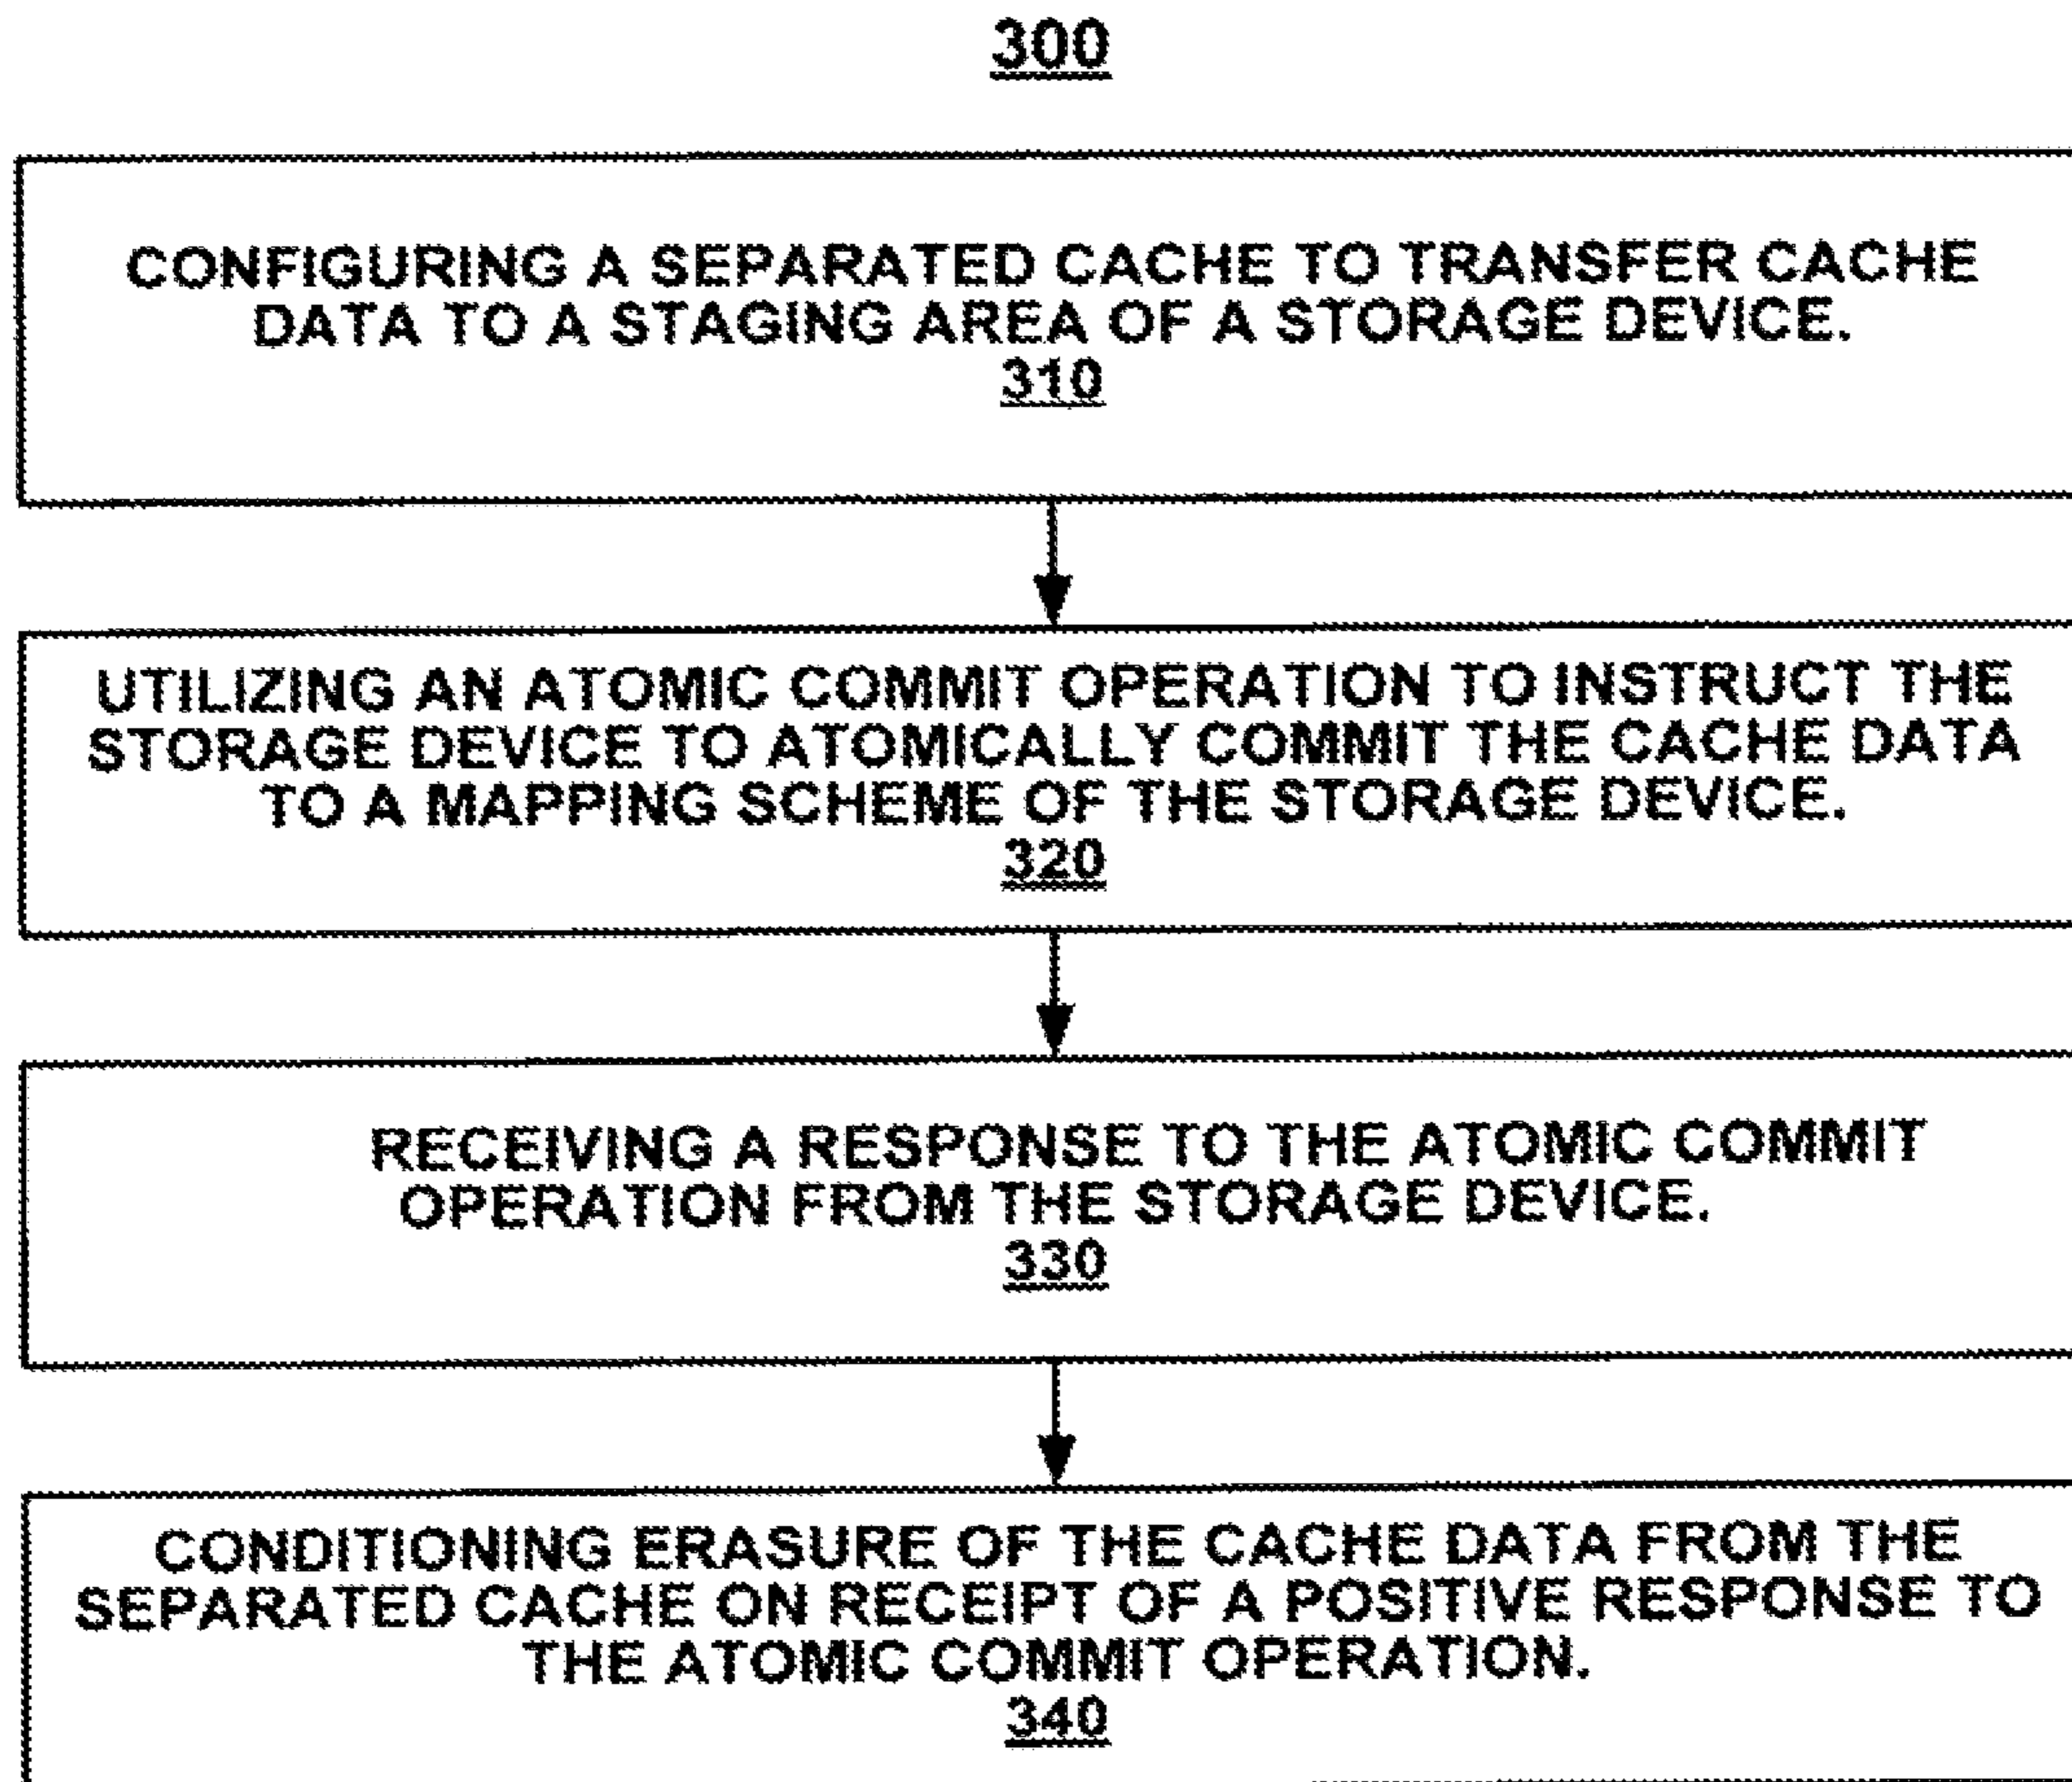 300
CONFIGURING A SEPARATED CACHE TO TRANSFER CACHE
DATA TO A STAGING AREA OF A STORAGE DEVICE.
310
UTILIZING AN ATOMIC COMMIT OPERATION TO INSTRUCT THE
STORAGE DEVICE TO ATOMICALLY COMMIT THE CACHE DATA
TO A MAPPING SCHEME OF THE STORAGE DEVICE.
320
RECEIVING A RESPONSE TO THE ATOMIC COMMIT
OPERATION FROM THE STORAGE DEVICE.
330
CONDITIONING ERASURE OF THE CACHE DATA FROM THE
SEPARATED CACHE ON RECEIPT OF A POSITIVE RESPONSE TO
THE ATOMIC COMMIT OPERATION.
340